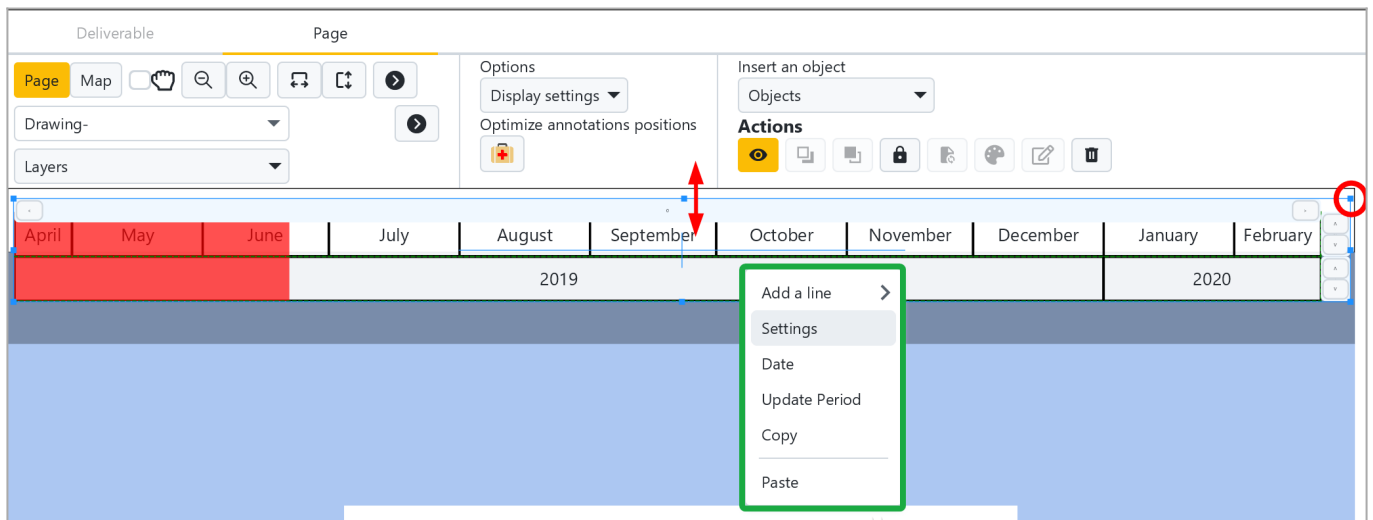 Deliverable
Page
Page
Map
Drawing-
Layers
Options
Display settings
Optimize annotations positions
Insert an object
Objects
Actions
April May June July August September October November December January February
2019 2020
Add a line
Settings
Date
Update Period
Copy
Paste